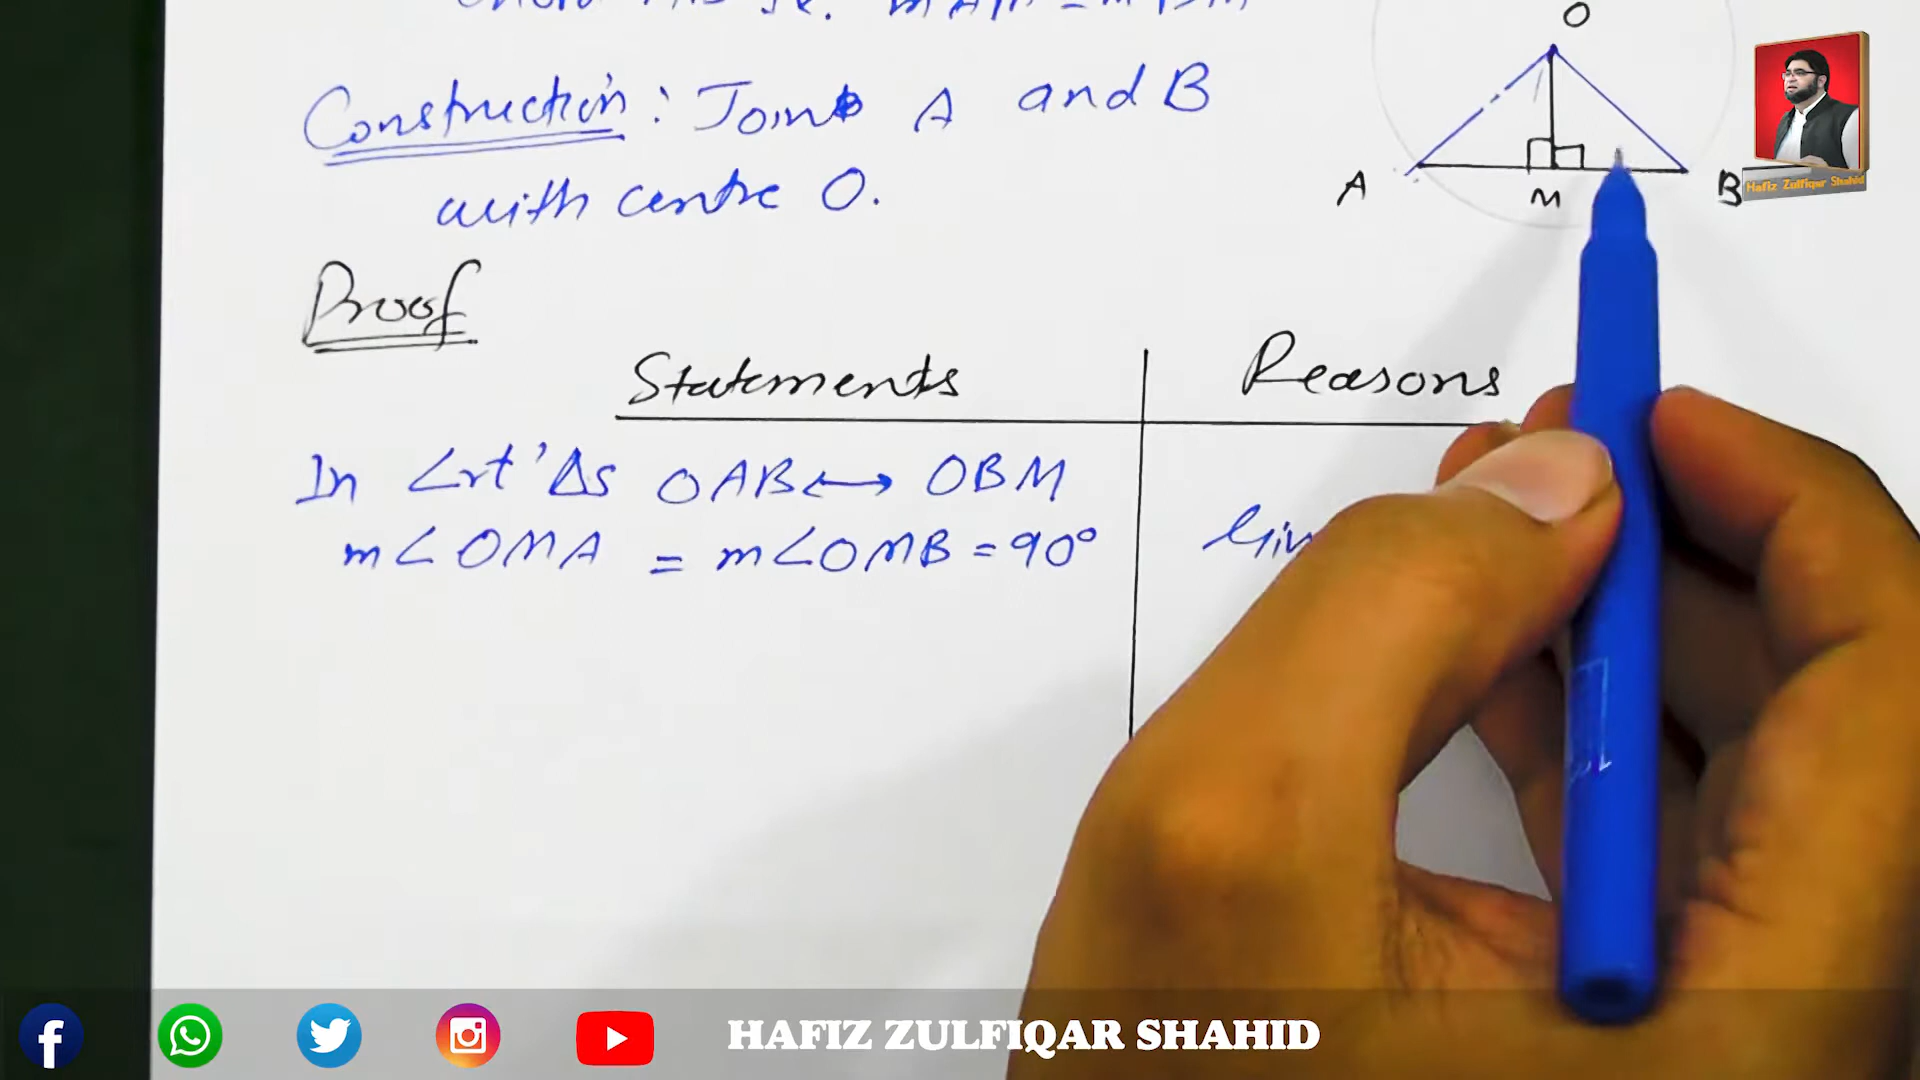 Construction: Join A and B
with centre O.
O
A
M
B
Hafiz Zulfiqar Shahid
Proof
Statements
Reasons
In ∠rt' Δs OAB ↔ OBM
m∠OMA = m∠OMB = 90°
HAFIZ ZULFIQAR SHAHID